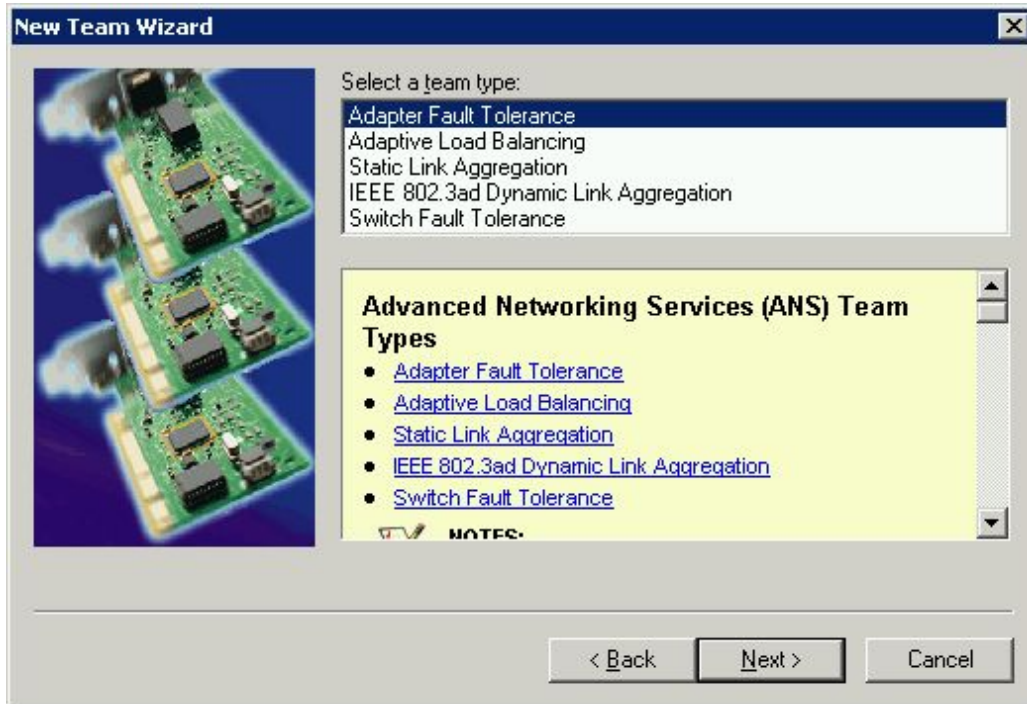 New Team Wizard
Select a team type:
Adapter Fault Tolerance
Adaptive Load Balancing
Static Link Aggregation
IEEE 802.3ad Dynamic Link Aggregation
Switch Fault Tolerance
Advanced Networking Services (ANS) Team
Types
• Adapter Fault Tolerance
• Adaptive Load Balancing
• Static Link Aggregation
• IEEE 802.3ad Dynamic Link Aggregation
• Switch Fault Tolerance
NOTES:
< Back
Next >
Cancel